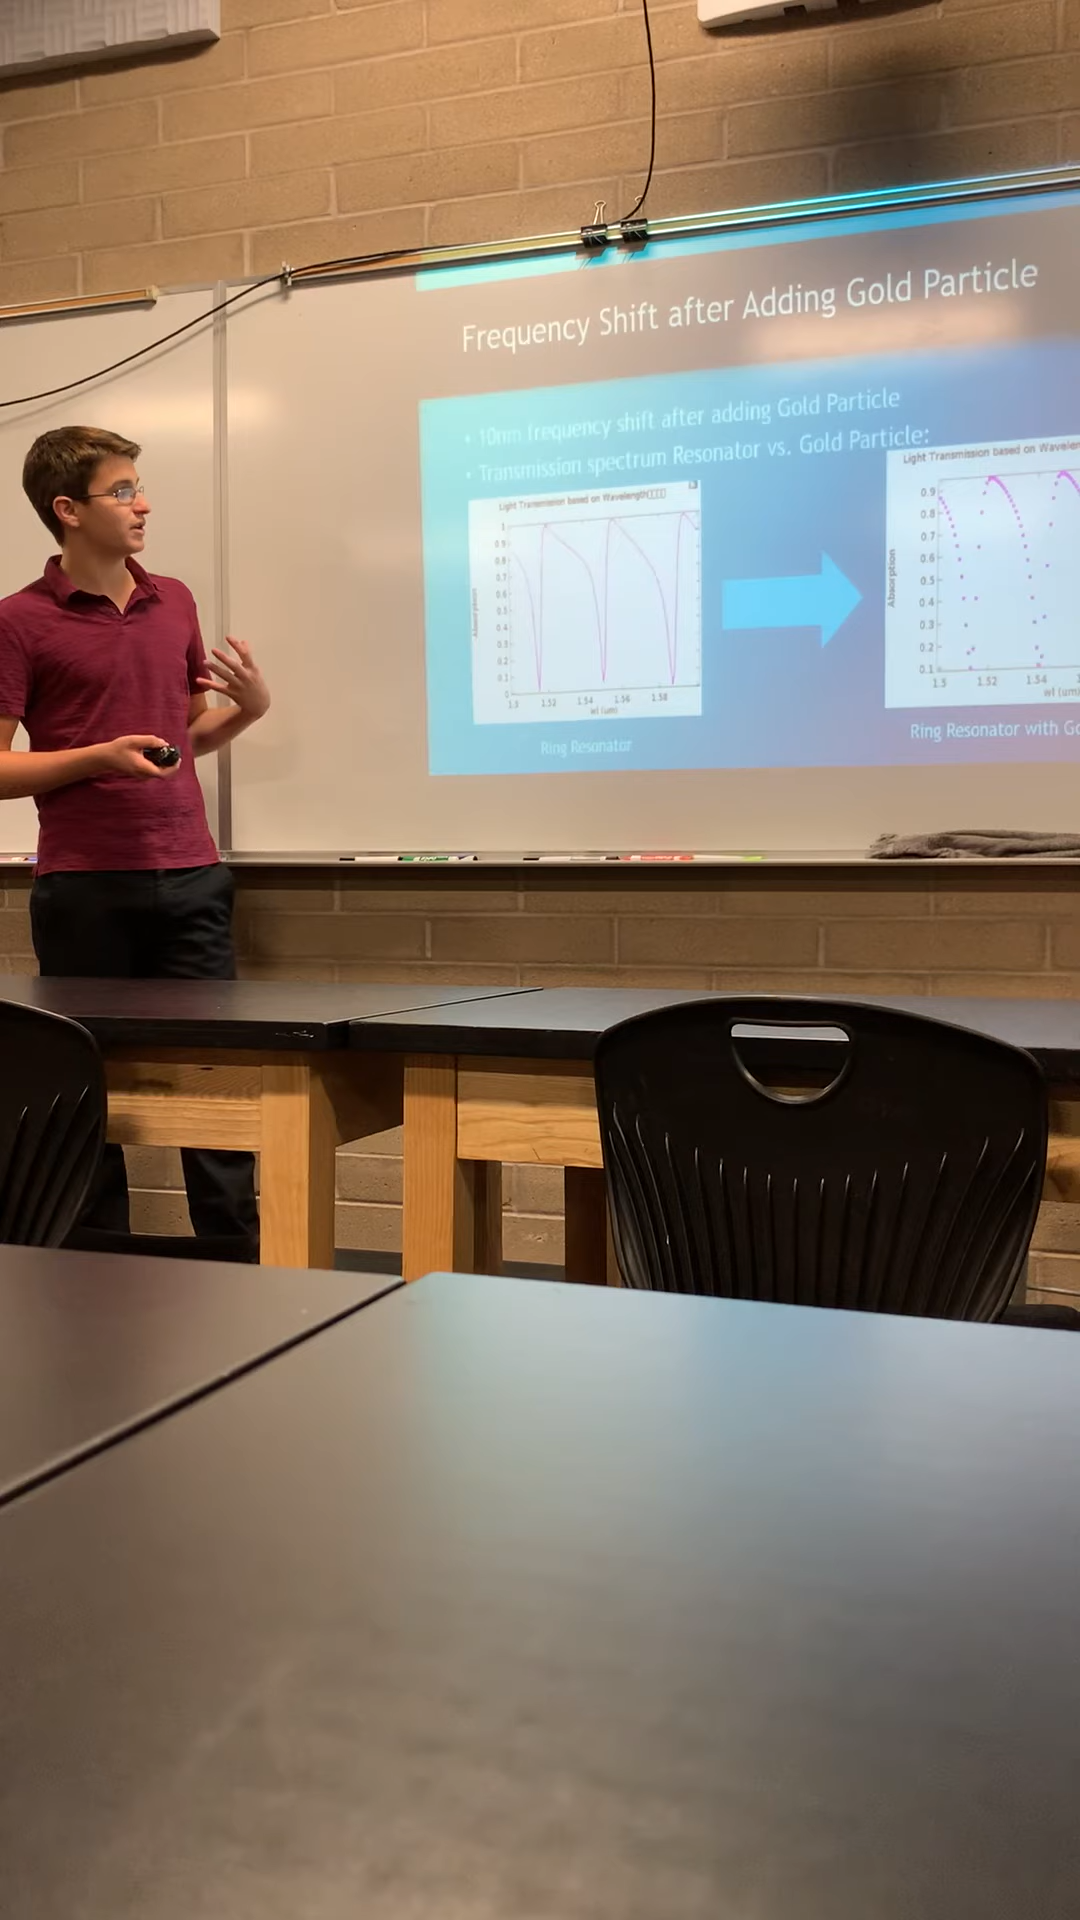 Frequency Shift after Adding Gold Particle
• 10nm frequency shift after adding Gold Particle
• Transmission spectrum Resonator vs. Gold Particle:
Light Transmission based on Wavelength
1
0.9
0.8
0.7
0.6
0.5
0.4
0.3
0.2
0.1
0
Absorption
1.5 1.52 1.54 1.56 1.58
wl (um)
Ring Resonator
Light Transmission based on Wavelen
0.9
0.8
0.7
0.6
0.5
0.4
0.3
0.2
0.1
Absorption
1.5 1.52 1.54
wl (um)
Ring Resonator with Go